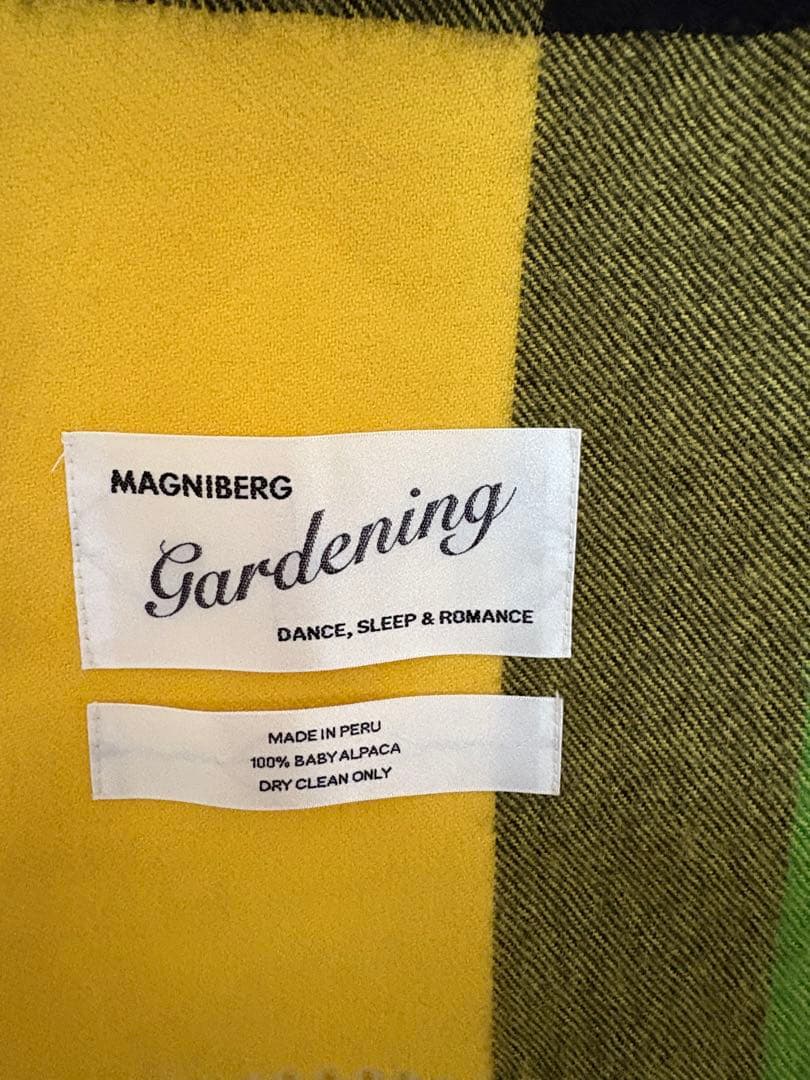 MAGNIBERG
Gardening
DANCE, SLEEP & ROMANCE
MADE IN PERU
100% BABY ALPACA
DRY CLEAN ONLY